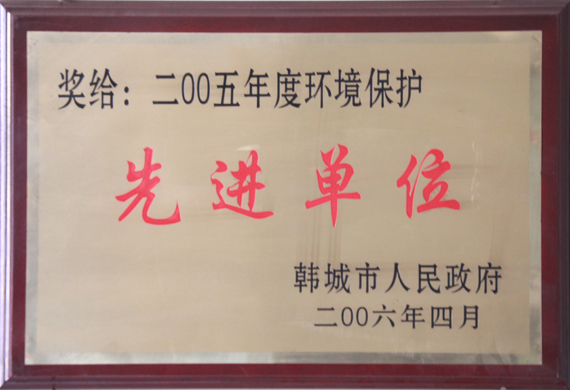 奖给：二00五年度环境保护
先进单位
韩城市人民政府
二00六年四月